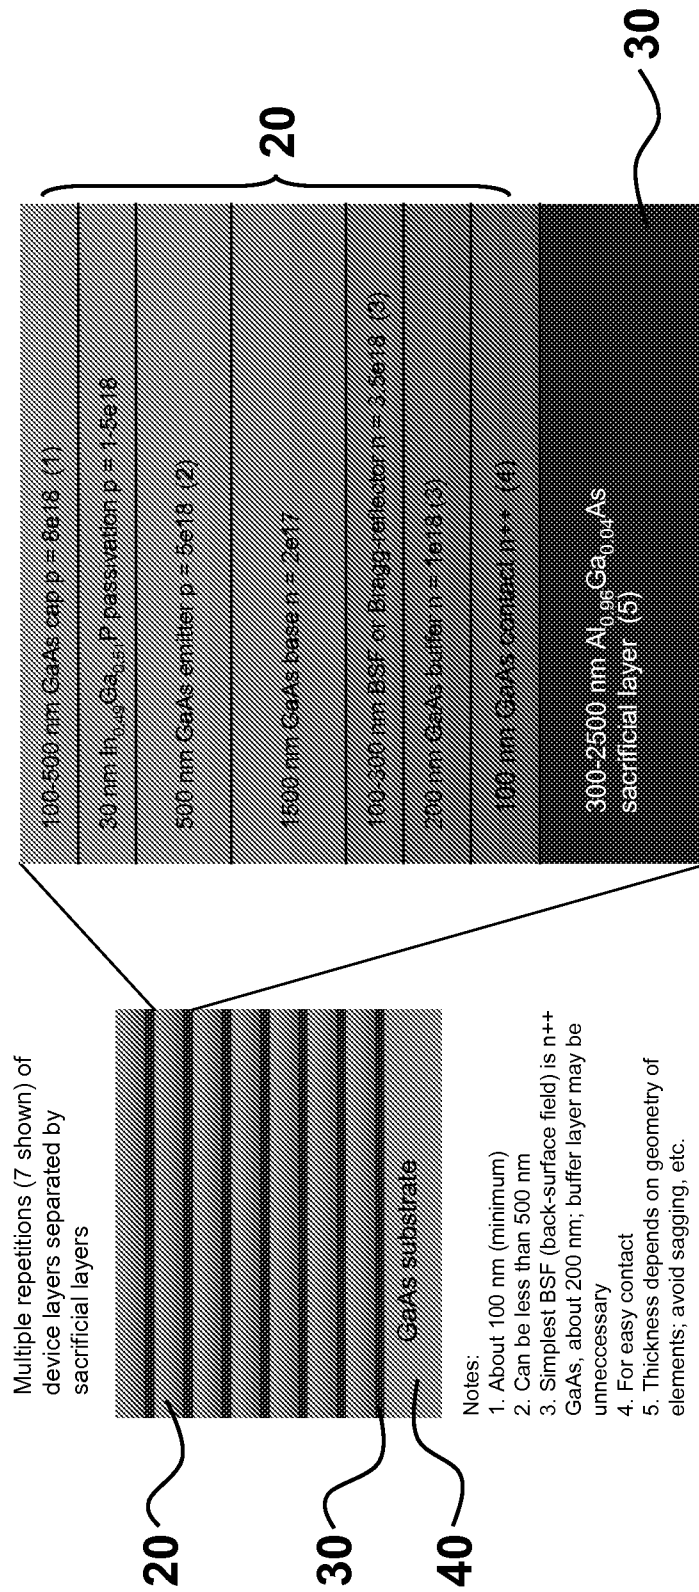 Multiple repetitions (7 shown) of
device layers separated by
sacrificial layers
20
30
40
GaAs substrate
Notes:
1. About 100 nm (minimum)
2. Can be less than 500 nm
3. Simplest BSF (back-surface field) is n++
GaAs, about 200 nm; buffer layer may be
unneccessary
4. For easy contact
5. Thickness depends on geometry of
elements; avoid sagging, etc.
100-500 nm GaAs cap p = 8e18 (1)
30 nm In0.49Ga0.51P passivation p = 1-5e18
500 nm GaAs emitter p = 5e18 (2)
1500 nm GaAs base n = 2e17
100-300 nm BSF or Bragg-reflector n = 3.5e18 (3)
200 nm GaAs buffer n = 1e18 (3)
100 nm GaAs contact n++ (4)
300-2500 nm Al0.96Ga0.04As
sacrificial layer (5)
20
30